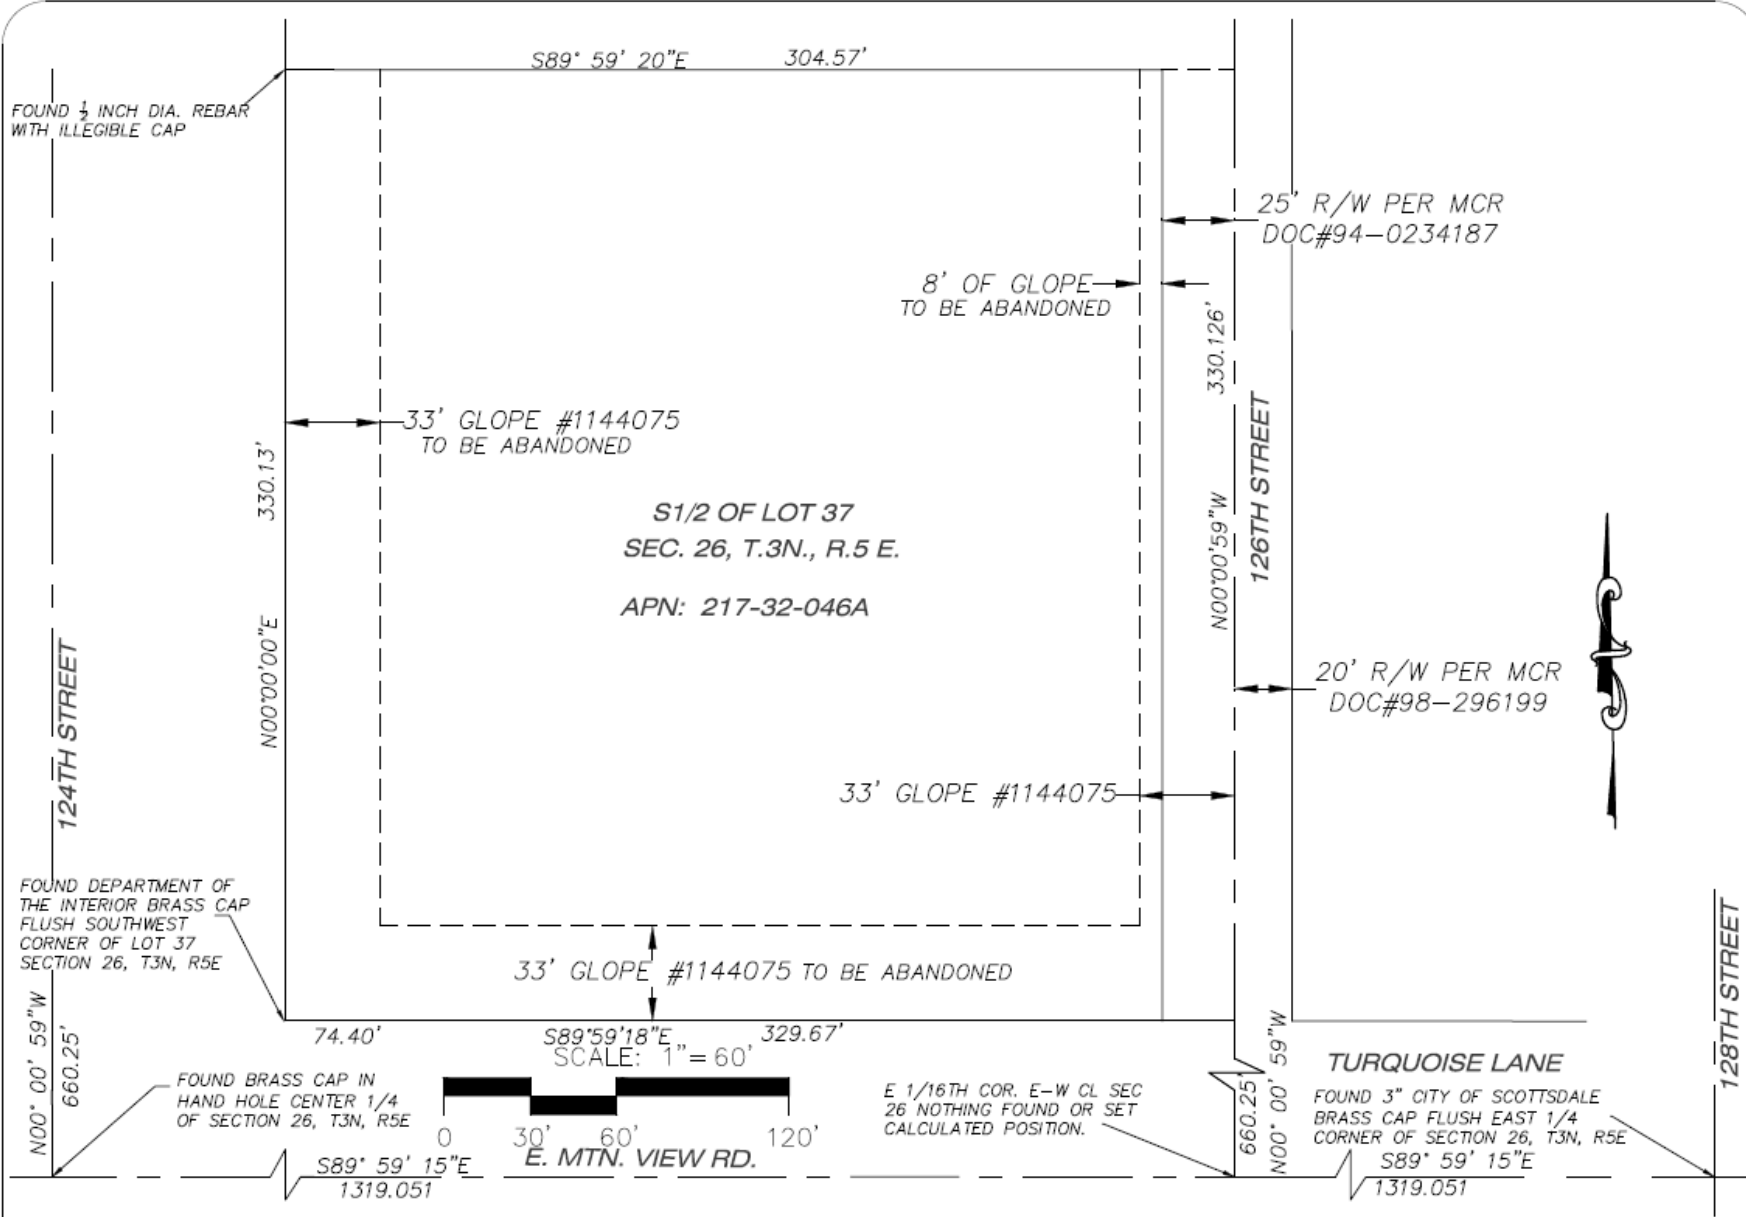 S89° 59' 20"E 304.57'
FOUND ½ INCH DIA. REBAR
WITH ILLEGIBLE CAP
25' R/W PER MCR
DOC#94-0234187
8' OF GLOPE
TO BE ABANDONED
330.126'
33' GLOPE #1144075
TO BE ABANDONED
330.13'
126TH STREET
S1/2 OF LOT 37
SEC. 26, T.3N., R.5 E.
APN: 217-32-046A
N00°00'59"W
N00°00'00"E
124TH STREET
20' R/W PER MCR
DOC#98-296199
33' GLOPE #1144075
FOUND DEPARTMENT OF
THE INTERIOR BRASS CAP
FLUSH SOUTHWEST
CORNER OF LOT 37
SECTION 26, T3N, R5E
33' GLOPE #1144075 TO BE ABANDONED
128TH STREET
N00° 00' 59"W
660.25'
74.40' S89°59'18"E 329.67'
SCALE: 1"=60'
0 30' 60' 120'
FOUND BRASS CAP IN
HAND HOLE CENTER 1/4
OF SECTION 26, T3N, R5E
E 1/16TH COR. E-W CL SEC
26 NOTHING FOUND OR SET
CALCULATED POSITION.
660.25'
N00° 00' 59"W
TURQUOISE LANE
FOUND 3" CITY OF SCOTTSDALE
BRASS CAP FLUSH EAST 1/4
CORNER OF SECTION 26, T3N, R5E
S89° 59' 15"E
1319.051
E. MTN. VIEW RD.
S89° 59' 15"E
1319.051